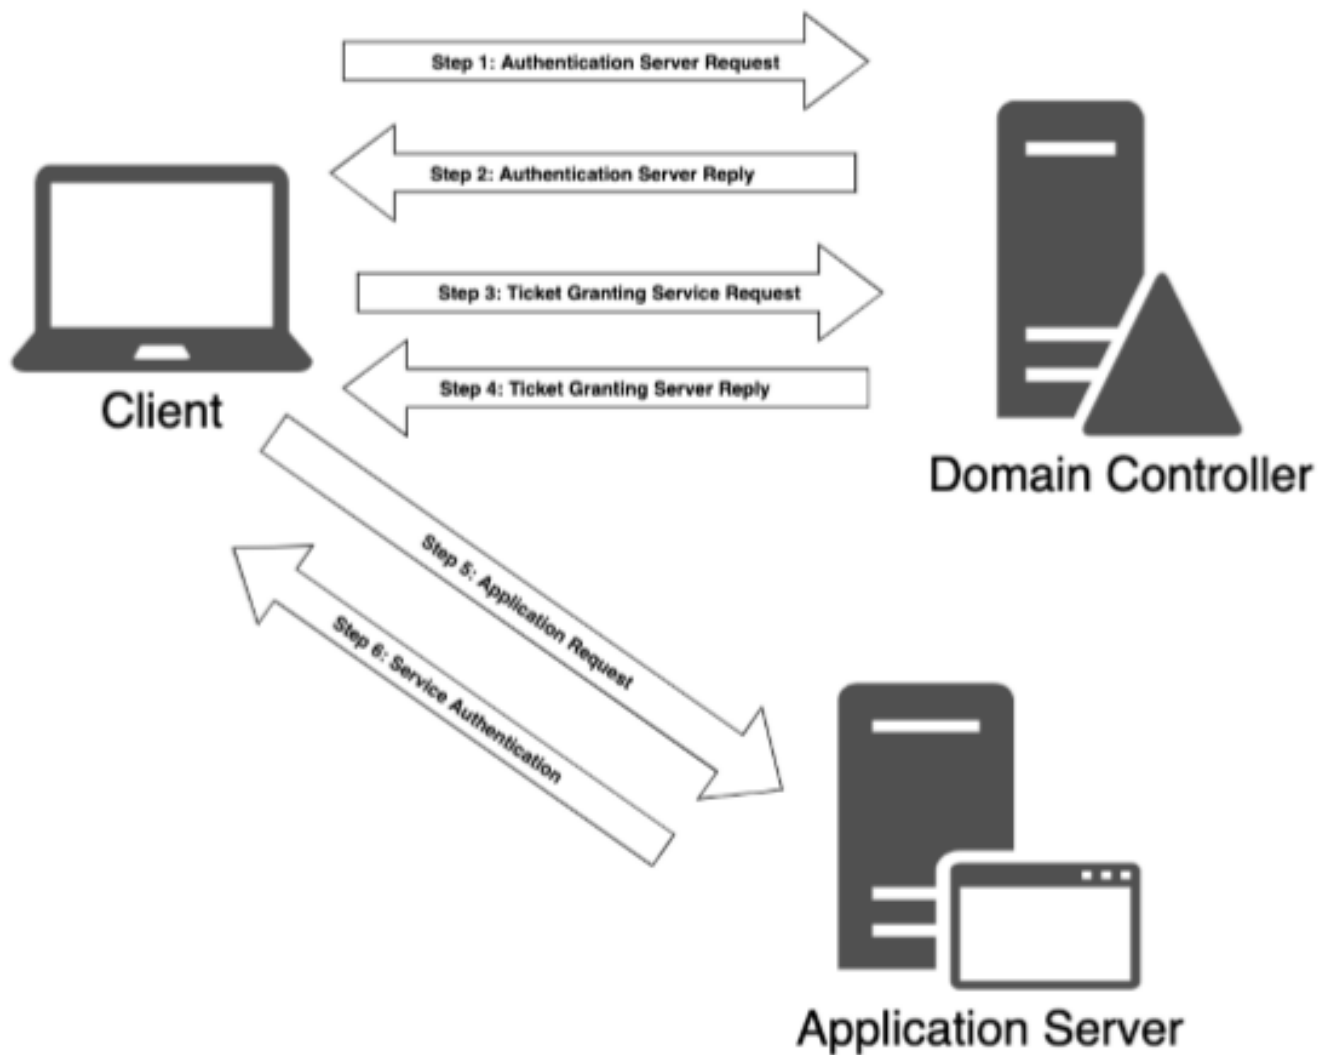 Step 1: Authentication Server Request
Step 2: Authentication Server Reply
Step 3: Ticket Granting Service Request
Step 4: Ticket Granting Server Reply
Client
Domain Controller
Step 5: Application Request
Step 6: Service Authentication
Application Server